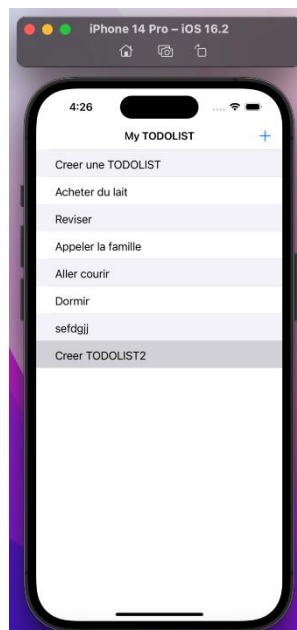 iPhone 14 Pro – iOS 16.2
4:26
My TODOLIST
+
Creer une TODOLIST
Acheter du lait
Reviser
Appeler la famille
Aller courir
Dormir
sefdgjj
Creer TODOLIST2